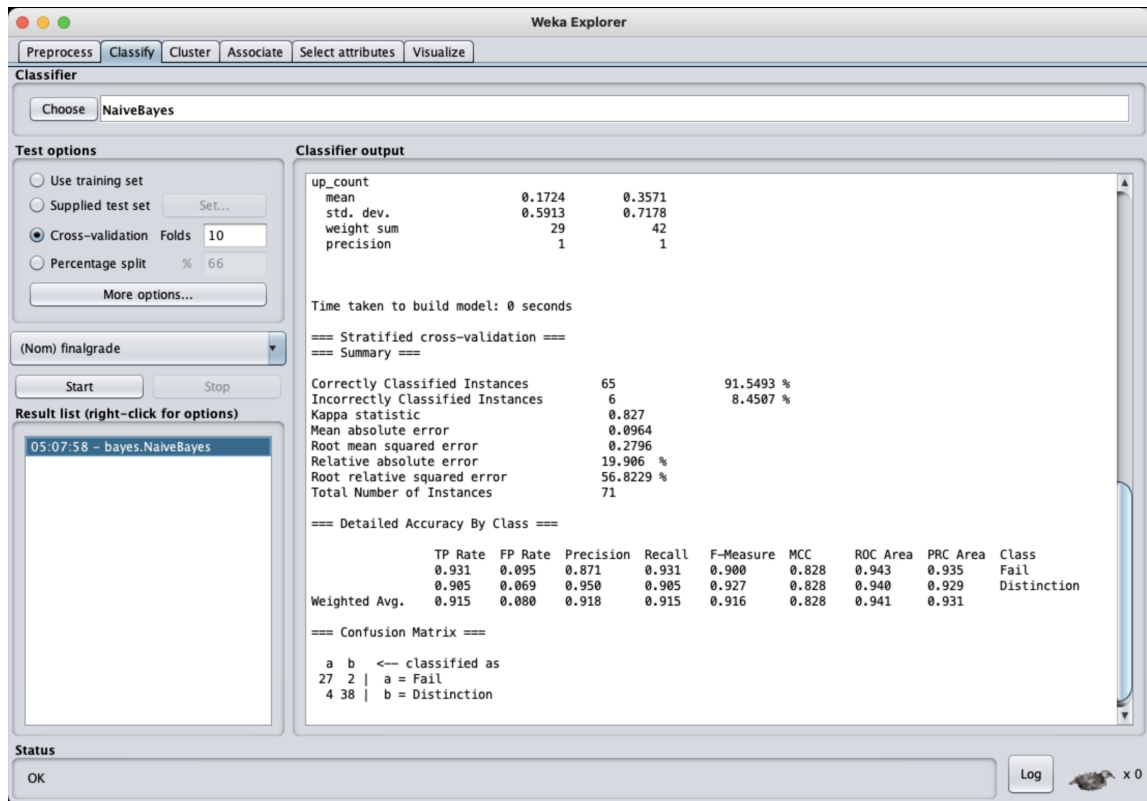 Weka Explorer
Preprocess Classify Cluster Associate Select attributes Visualize
Classifier
Choose NaiveBayes
Test options
Use training set
Supplied test set Set...
Cross-validation Folds 10
Percentage split % 66
More options...
(Nom) finalgrade
Start Stop
Result list (right-click for options)
05:07:58 - bayes.NaiveBayes
Classifier output
up_count
mean 0.1724 0.3571
std. dev. 0.5913 0.7178
weight sum 29 42
precision 1 1
Time taken to build model: 0 seconds
=== Stratified cross-validation ===
=== Summary ===
Correctly Classified Instances 65 91.5493 %
Incorrectly Classified Instances 6 8.4507 %
Kappa statistic 0.827
Mean absolute error 0.0964
Root mean squared error 0.2796
Relative absolute error 19.906 %
Root relative squared error 56.8229 %
Total Number of Instances 71
=== Detailed Accuracy By Class ===
TP Rate FP Rate Precision Recall F-Measure MCC ROC Area PRC Area Class
0.931 0.095 0.871 0.931 0.900 0.828 0.943 0.935 Fail
0.905 0.069 0.950 0.905 0.927 0.828 0.940 0.929 Distinction
Weighted Avg. 0.915 0.080 0.918 0.915 0.916 0.828 0.941 0.931
=== Confusion Matrix ===
a b <-- classified as
27 2 | a = Fail
4 38 | b = Distinction
Status
OK
Log x 0